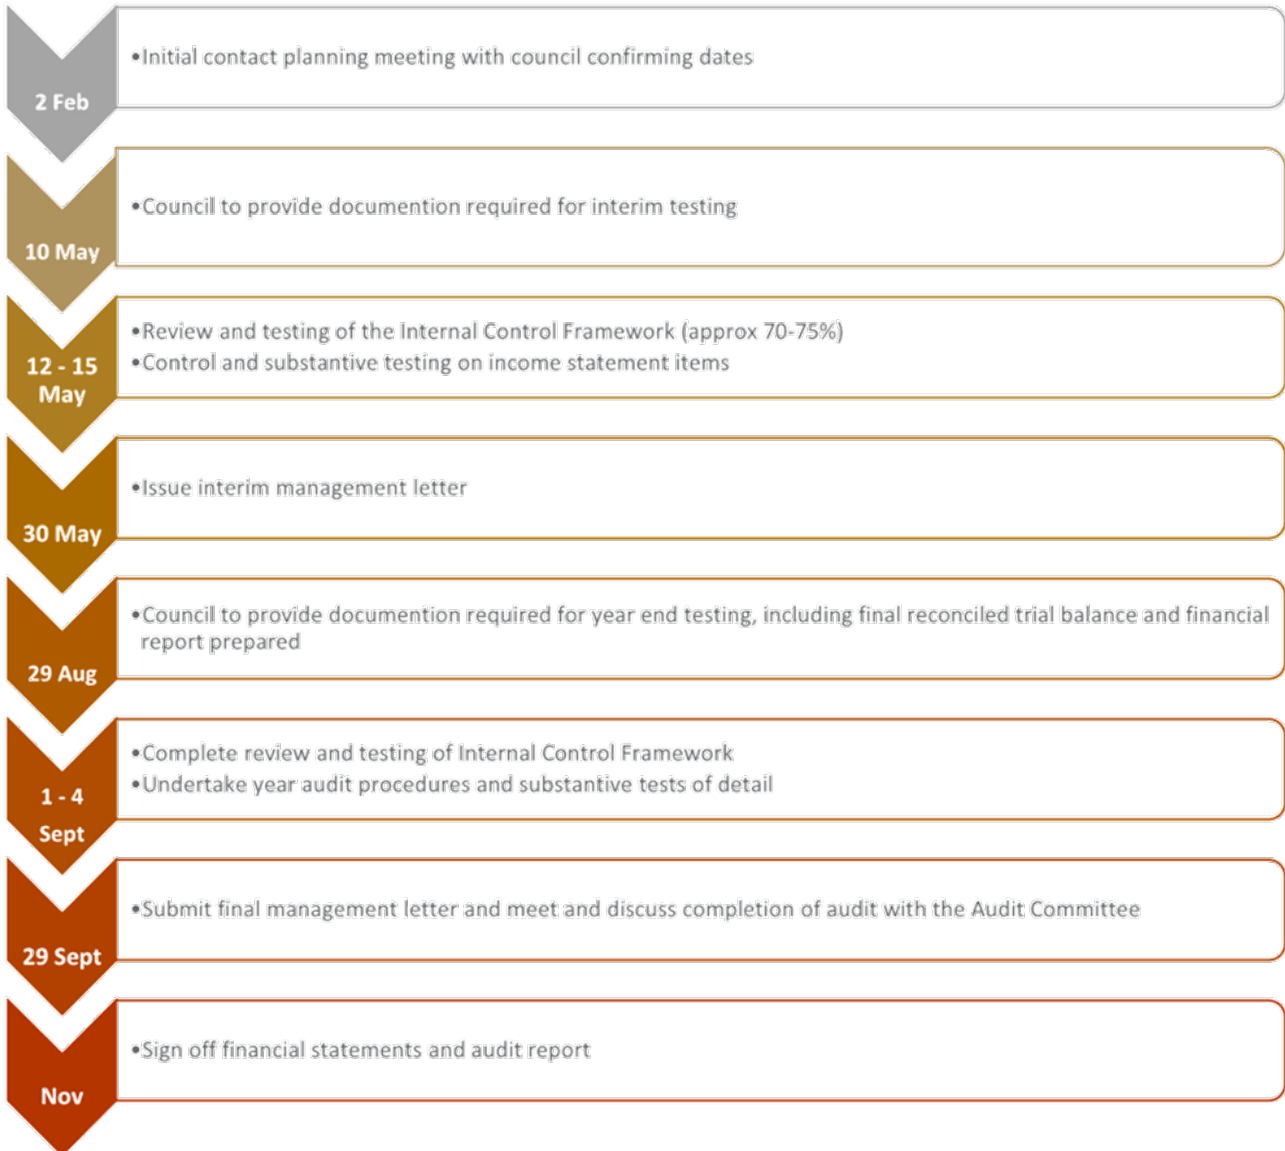 2 Feb
•Initial contact planning meeting with council confirming dates
10 May
•Council to provide documention required for interim testing
12 - 15
May
•Review and testing of the Internal Control Framework (approx 70-75%)
•Control and substantive testing on income statement items
30 May
•Issue interim management letter
29 Aug
•Council to provide documention required for year end testing, including final reconciled trial balance and financial
report prepared
1 - 4
Sept
•Complete review and testing of Internal Control Framework
•Undertake year audit procedures and substantive tests of detail
29 Sept
•Submit final management letter and meet and discuss completion of audit with the Audit Committee
Nov
•Sign off financial statements and audit report